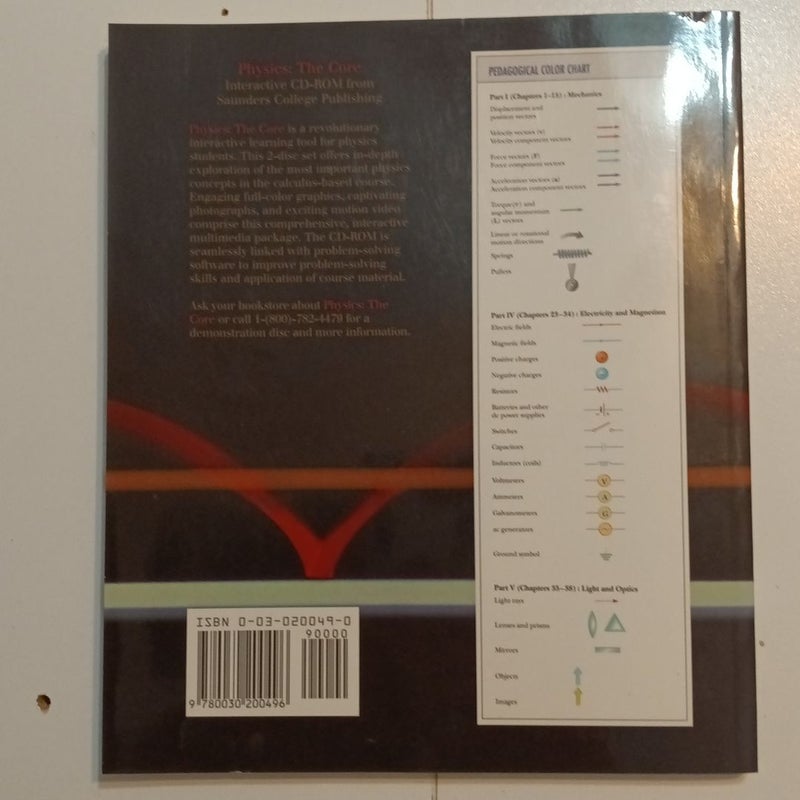 Physics: The Core
Interactive CD-ROM from
Saunders College Publishing
Physics: The Core is a revolutionary
interactive learning tool for physics
students. This 2-disc set offers in-depth
exploration of the most important physics
concepts in the calculus-based course.
Engaging full-color graphics, captivating
photographs, and exciting motion video
comprise this comprehensive, interactive
multimedia package. The CD-ROM is
seamlessly linked with problem-solving
software to improve problem-solving
skills and application of course material.
Ask your bookstore about Physics: The
Core or call 1-(800)-782-4479 for a
demonstration disc and more information.
ISBN 0-03-020049-0
90000
9 780030 200496
PEDAGOGICAL COLOR CHART
Part I (Chapters 1–15) : Mechanics
Displacement and
position vectors
Velocity vectors (v)
Velocity component vectors
Force vectors (F)
Force component vectors
Acceleration vectors (a)
Acceleration component vectors
Torque(τ) and
angular momentum
(L) vectors
Linear or rotational
motion directions
Springs
Pulleys
Part IV (Chapters 23–34) : Electricity and Magnetism
Electric fields
Magnetic fields
Positive charges
Negative charges
Resistors
Batteries and other
dc power supplies
Switches
Capacitors
Inductors (coils)
Voltmeters
V
Ammeters
A
Galvanometers
G
ac generators
Ground symbol
Part V (Chapters 35–38) : Light and Optics
Light rays
Lenses and prisms
Mirrors
Objects
Images